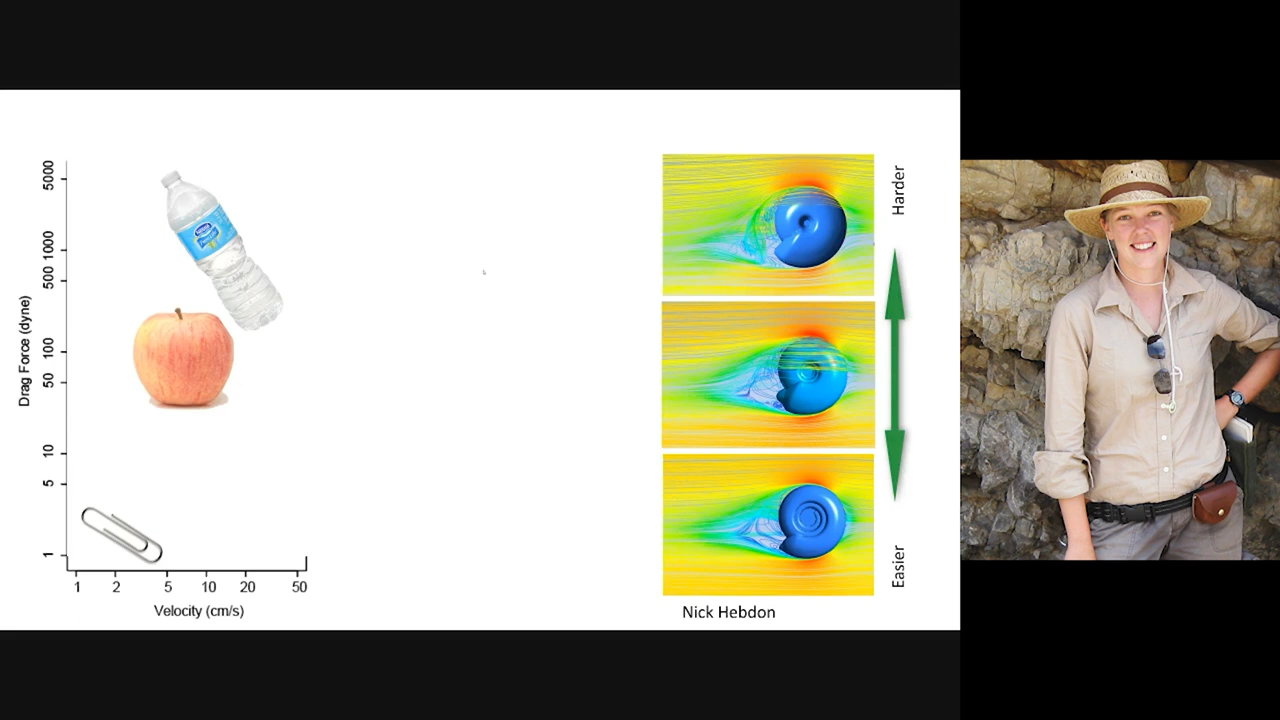 Drag Force (dyne)
5000
1000
500
100
50
10
5
1
1 2 5 10 20 50
Velocity (cm/s)
Harder
Easier
Nick Hebdon